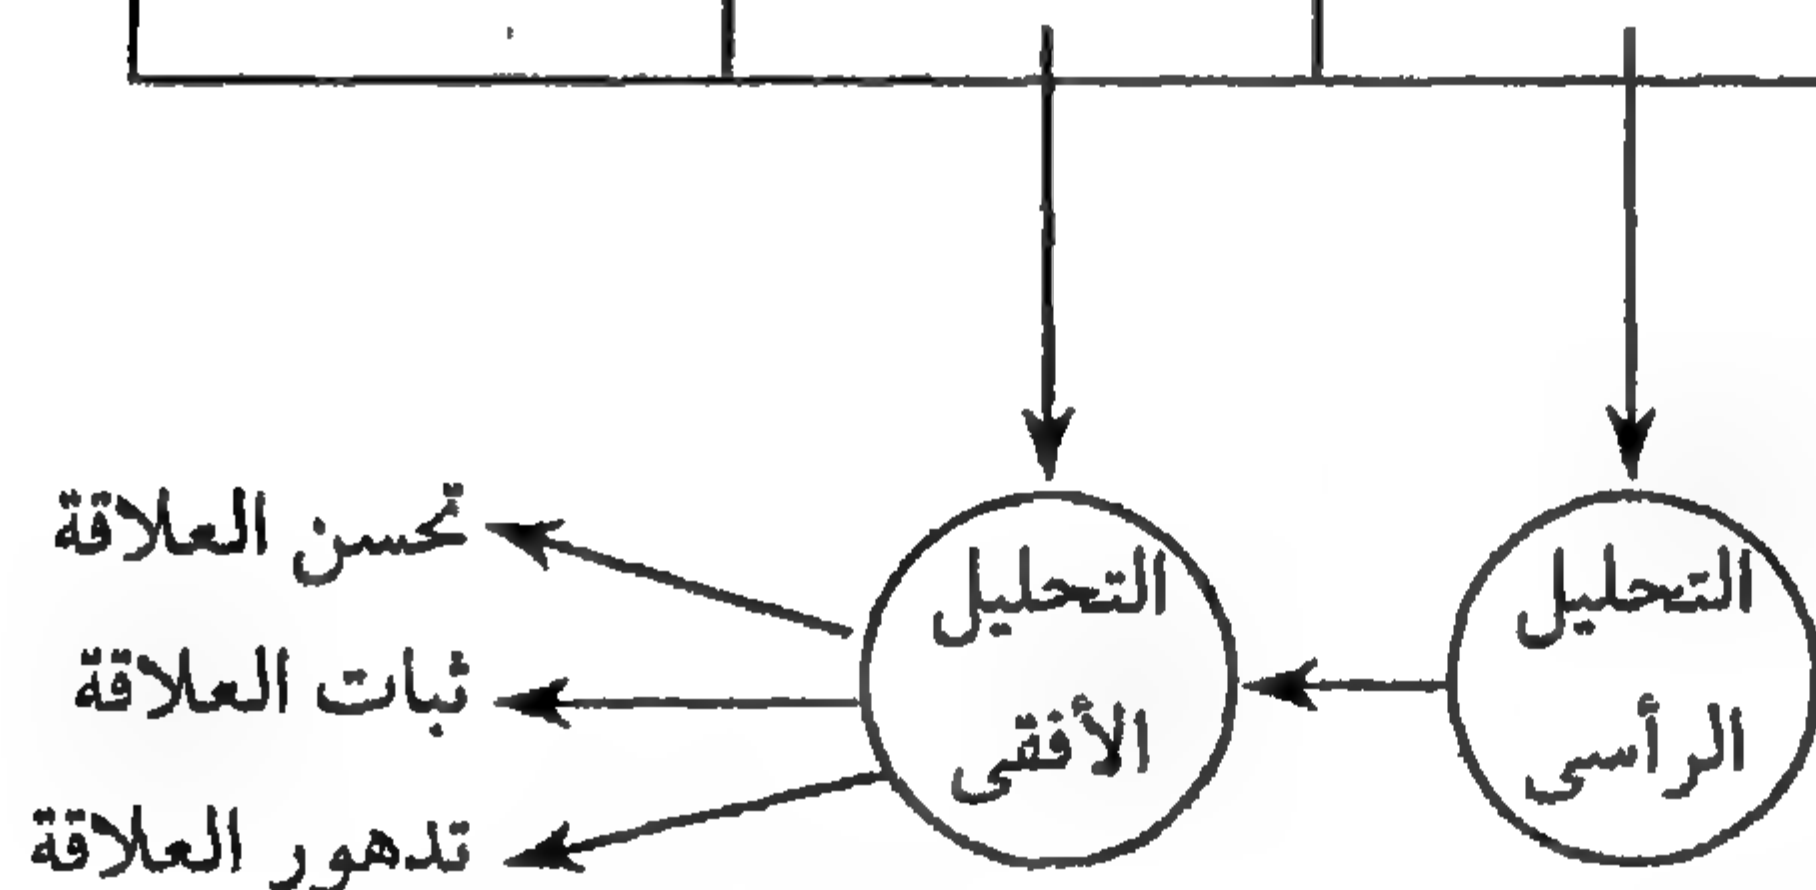 التحليل
الرأسى
التحليل
الأفقى
تحسن العلاقة
ثبات العلاقة
تدهور العلاقة